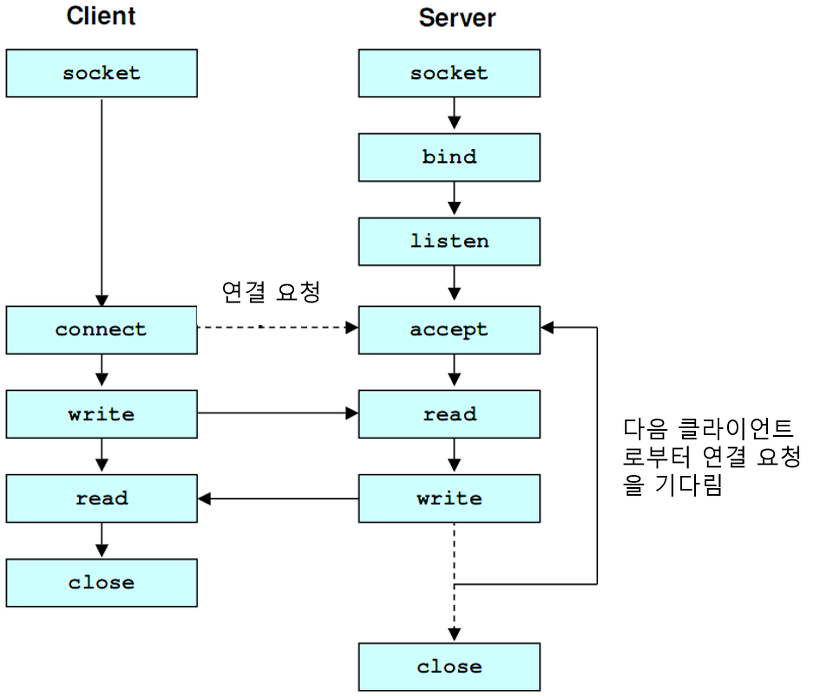 Client
Server
socket
socket
bind
listen
연결 요청
connect
accept
write
read
다음 클라이언트
로부터 연결 요청
을 기다림
read
write
close
close